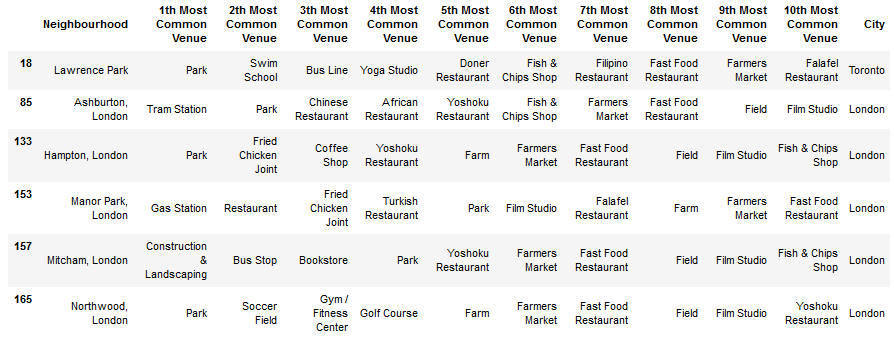 Neighbourhood 1th Most Common Venue 2th Most Common Venue 3th Most Common Venue 4th Most Common Venue 5th Most Common Venue 6th Most Common Venue 7th Most Common Venue 8th Most Common Venue 9th Most Common Venue 10th Most Common Venue City
18 Lawrence Park Park Swim School Bus Line Yoga Studio Doner Restaurant Fish & Chips Shop Filipino Restaurant Fast Food Restaurant Farmers Market Falafel Restaurant Toronto
85 Ashburton, London Tram Station Park Chinese Restaurant African Restaurant Yoshoku Restaurant Fish & Chips Shop Farmers Market Fast Food Restaurant Field Film Studio London
133 Hampton, London Park Fried Chicken Joint Coffee Shop Yoshoku Restaurant Farm Farmers Market Fast Food Restaurant Field Film Studio Fish & Chips Shop London
153 Manor Park, London Gas Station Restaurant Fried Chicken Joint Turkish Restaurant Park Film Studio Falafel Restaurant Farm Farmers Market Fast Food Restaurant London
157 Mitcham, London Construction & Landscaping Bus Stop Bookstore Park Yoshoku Restaurant Farmers Market Fast Food Restaurant Field Film Studio Fish & Chips Shop London
165 Northwood, London Park Soccer Field Gym / Fitness Center Golf Course Farm Farmers Market Fast Food Restaurant Field Film Studio Yoshoku Restaurant London